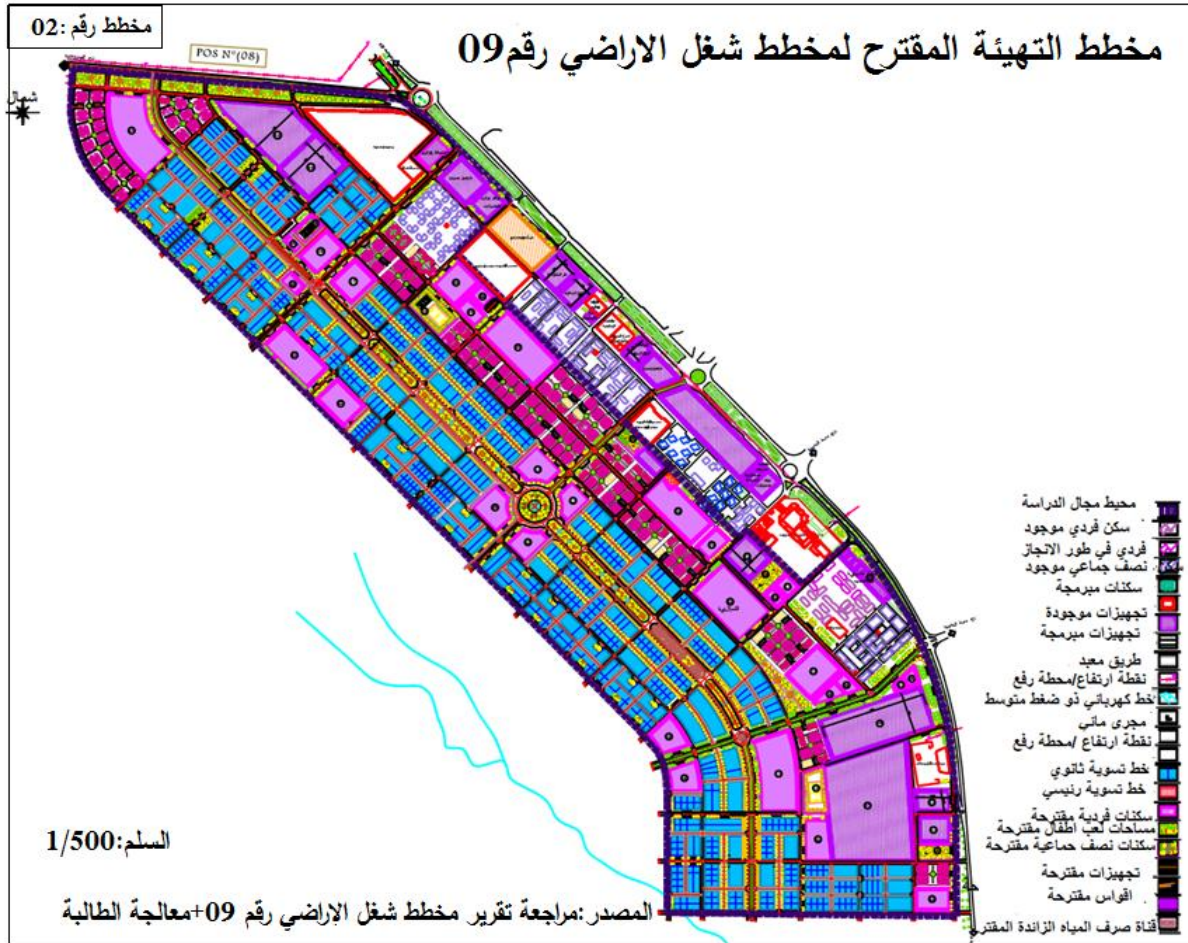 مخطط رقم :02
مخطط التهيئة المقترح لمخطط شغل الاراضي رقم09
POS N°(08)
شمال
محيط مجال الدراسة
سكن فردي موجود
فردي في طور الانجاز
سكن نصف جماعي موجود
سكنات مبرمجة
تجهيزات موجودة
تجهيزات مبرمجة
طريق معبد
نقطة ارتفاع/محطة رفع
خط كهربائي ذو ضغط متوسط
مجرى مائي
نقطة ارتفاع /محطة رفع
خط تسوية ثانوي
خط تسوية رئيسي
سكنات فردية مقترحة
مساحات لعب اطفال مقترحة
سكنات نصف جماعية مقترحة
تجهيزات مقترحة
اقواس مقترحة
قناة صرف المياه الزائدة المقتر
السلم:1/500
المصدر:مراجعة تقرير مخطط شغل الاراضي رقم 09+معالجة الطالبة